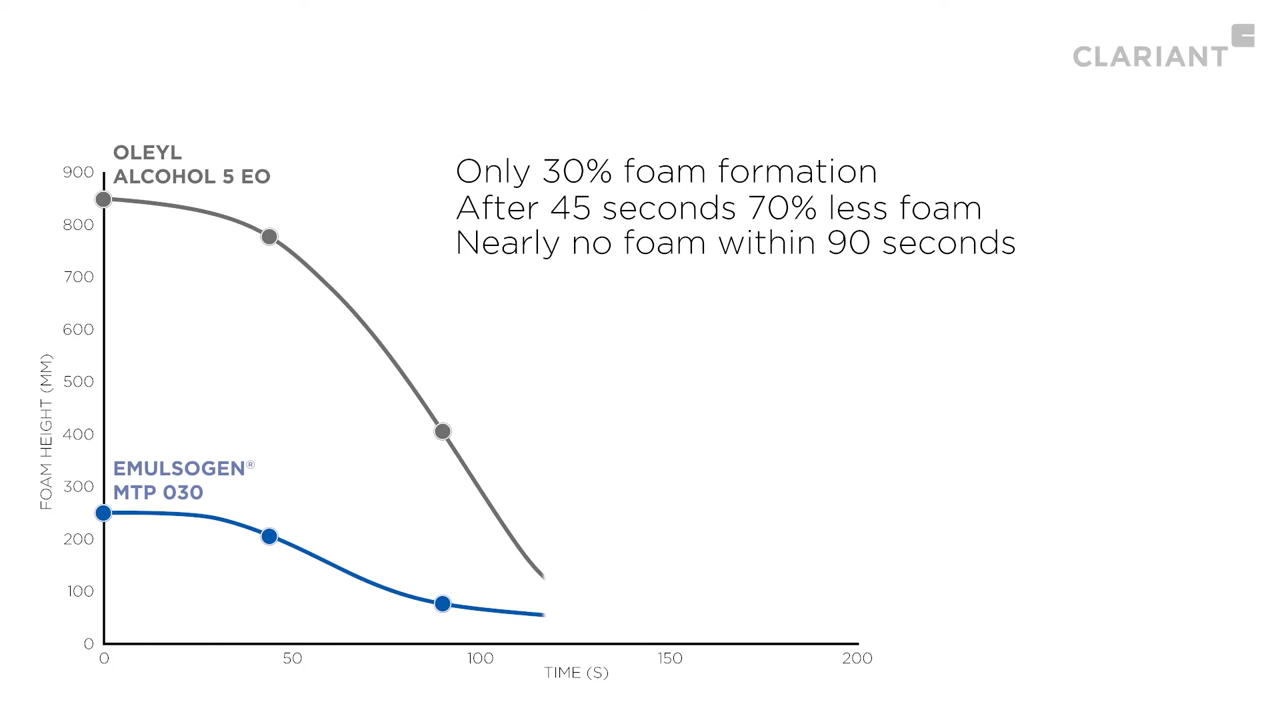 CLARIANT
OLEYL
ALCOHOL 5 EO
Only 30% foam formation
After 45 seconds 70% less foam
Nearly no foam within 90 seconds
900
800
700
600
500
400
300
200
100
0
FOAM HEIGHT (MM)
EMULSOGEN®
MTP 030
0 50 100 150 200
TIME (S)